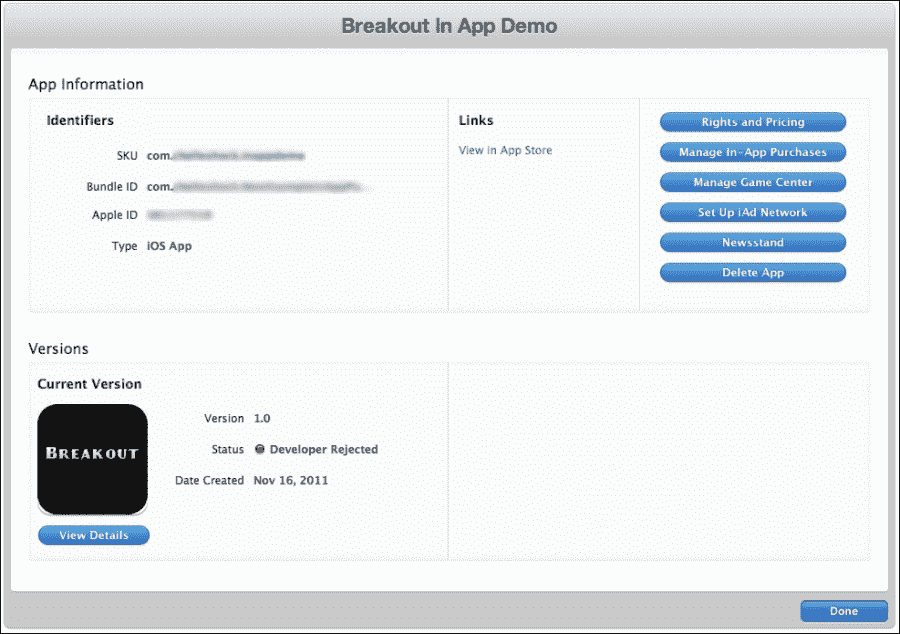 Breakout In App Demo
App Information
Identifiers
SKU com.
Bundle ID com.
Apple ID
Type iOS App
Links
View in App Store
Rights and Pricing
Manage In-App Purchases
Manage Game Center
Set Up iAd Network
Newsstand
Delete App
Versions
Current Version
BREAKOUT
Version 1.0
Status Developer Rejected
Date Created Nov 16, 2011
View Details
Done